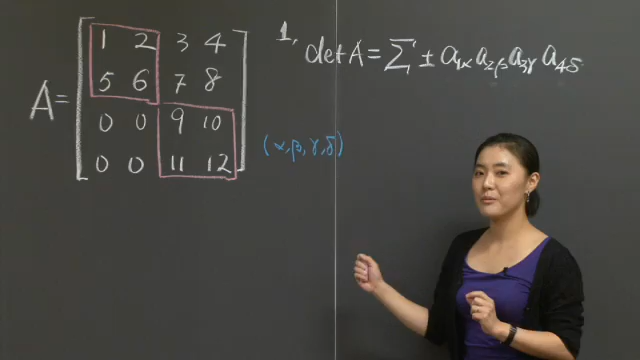 A = [ 1 2 3 4
5 6 7 8
0 0 9 10
0 0 11 12 ]
1, det A = Σ ± a1α a2β a3γ a4δ
(α, β, γ, δ)